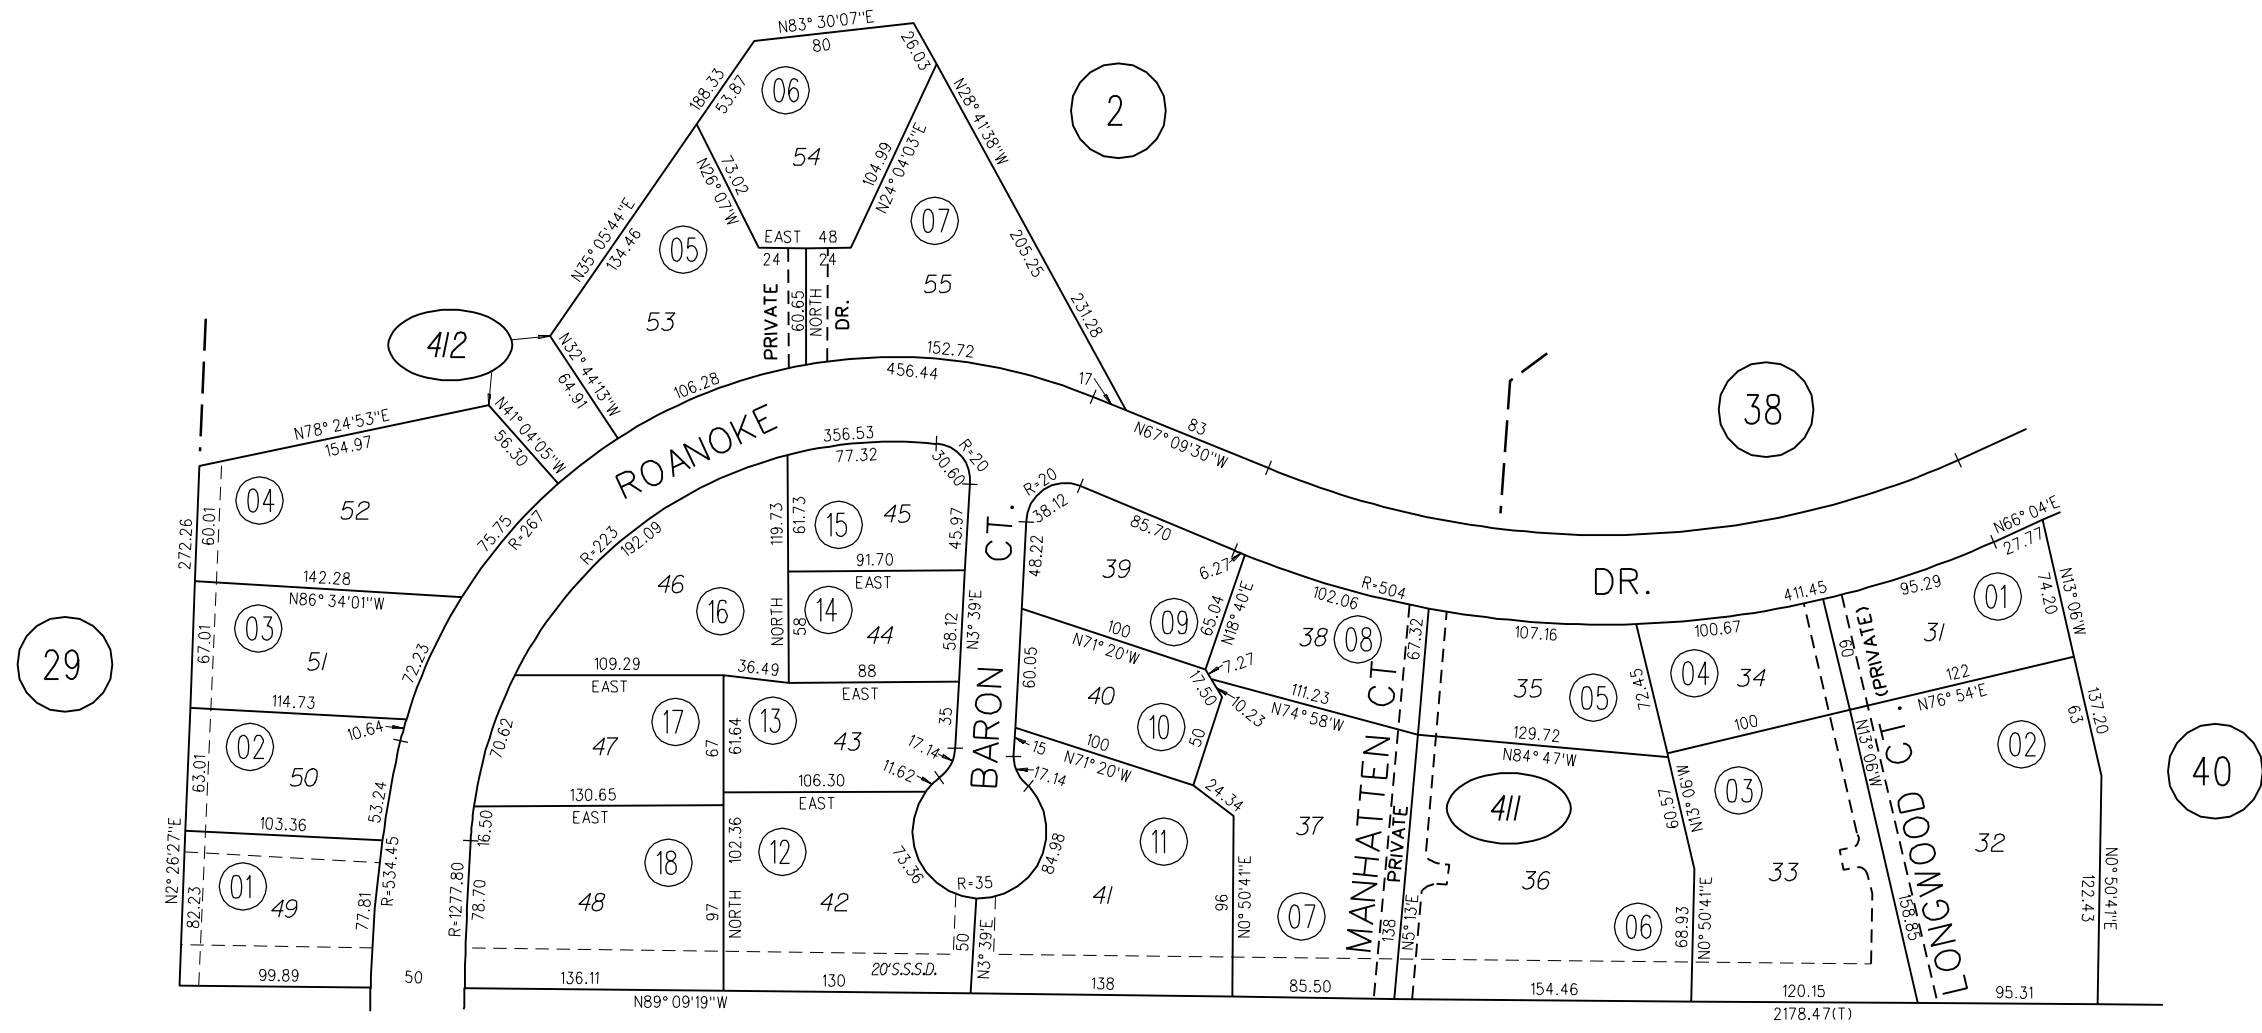 N83° 30'07"E
80
26.03
188.33
53.87
06
54
2
N28° 41'38"W
73.02
N26° 07'W
104.99
N24° 04'03"E
07
EAST 48
24
24
N35° 05'44"E
134.46
05
53
55
205.25
231.28
PRIVATE
60.65
NORTH
DR.
412
N32° 44'13"W
64.91
106.28
152.72
456.44
17
83
N67° 09'30"W
38
N78° 24'53"E
154.97
N41° 04'05"W
56.30
ROANOKE
356.53
77.32
R=20
30.60
R=20
38.12
85.70
04
52
272.26
60.01
75.75
R=267
R=223
192.09
119.73
61.73
15
45
45.97
CT.
48.22
39
6.27
R=504
102.06
DR.
411.45
95.29
N66° 04'E
27.77
142.28
N86° 34'01"W
46
16
91.70
EAST
NORTH
58
14
44
58.12
N3° 39'E
09
65.04
N18° 40'E
38
08
67.32
107.16
100.67
60
(PRIVATE)
01
31
74.20
N13° 06'W
29
03
51
67.01
72.23
109.29
EAST
36.49
88
EAST
100
N71° 20'W
60.05
7.27
17.50
10.23
111.23
N74° 58'W
35
05
72.45
04
34
122
N76° 54'E
100
114.73
10.64
02
50
63.01
53.24
70.62
47
17
67
61.64
13
43
35
17.14
11.62
BARON
40
10
50
15
100
N71° 20'W
17.14
24.34
MANHATTEN CT
129.72
N84° 47'W
411
N13° 06'W
60.57
03
N13° 06'W
LONGWOOD CT.
02
63
137.20
40
130.65
EAST
106.30
EAST
103.36
16.50
N2° 26'27"E
82.23
01
49
77.81
R=534.45
R=1277.80
78.70
48
18
97
102.36
NORTH
12
42
73.36
R=35
84.98
11
41
96
N0° 50'41"E
37
07
PRIVATE
138
N5° 13'E
36
06
68.93
N0° 50'41"E
33
158.85
32
122.43
N0° 50'41"E
50
N3° 39'E
20'S.S.S.D.
99.89
50
136.11
130
138
85.50
154.46
120.15
95.31
N89° 09'19"W
2178.47(T)